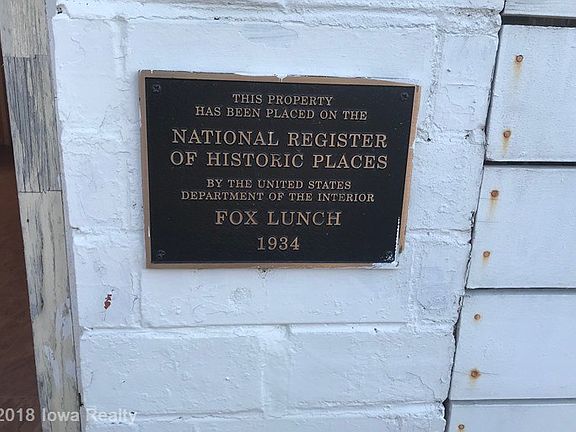 THIS PROPERTY
HAS BEEN PLACED ON THE
NATIONAL REGISTER
OF HISTORIC PLACES
BY THE UNITED STATES
DEPARTMENT OF THE INTERIOR
FOX LUNCH
1934
2018 Iowa Realty